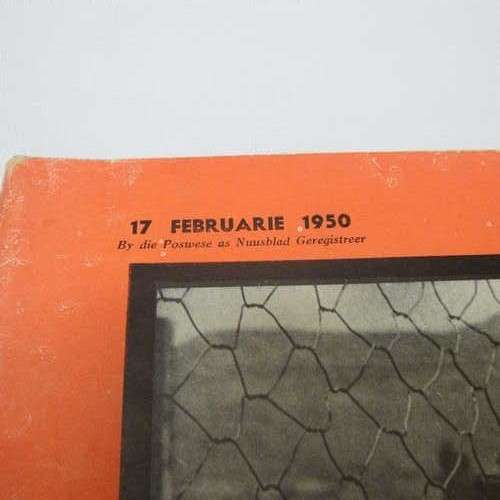 17 FEBRUARIE 1950
By die Poswese as Nuusblad Geregistreer